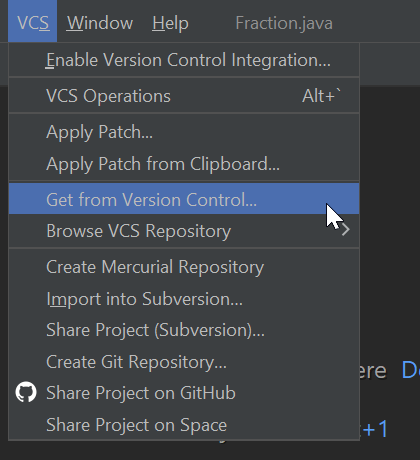 VCS Window Help Fraction.java
Enable Version Control Integration...
VCS Operations Alt+`
Apply Patch...
Apply Patch from Clipboard...
Get from Version Control...
Browse VCS Repository
Create Mercurial Repository
Import into Subversion...
Share Project (Subversion)...
Create Git Repository...
ere D
Share Project on GitHub
Share Project on Space
+1